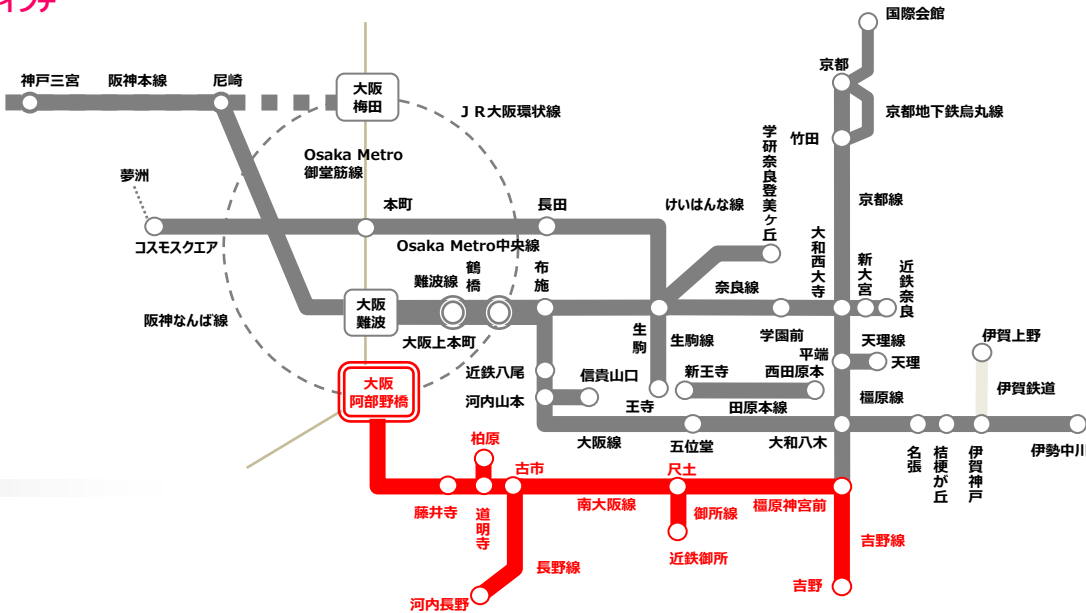 インデ
国際会館
京都
神戸三宮
阪神本線
尼崎
大阪
梅田
ＪＲ大阪環状線
京都地下鉄烏丸線
竹田
学研奈良登美ヶ丘
Osaka Metro
御堂筋線
夢洲
本町
長田
けいはんな線
京都線
コスモスクエア
Osaka Metro中央線
大和西大寺
新大宮
近鉄奈良
難波線
鶴橋
布施
奈良線
阪神なんば線
大阪
難波
大阪上本町
生駒
生駒線
学園前
天理線
平端
天理
伊賀上野
近鉄八尾
信貴山口
新王寺
西田原本
大阪
阿部野橋
河内山本
王寺
田原本線
橿原線
伊賀鉄道
大阪線
五位堂
大和八木
名張
桔梗が丘
伊賀神戸
伊勢中川
柏原
古市
尺土
藤井寺
道明寺
南大阪線
御所線
橿原神宮前
長野線
近鉄御所
吉野線
河内長野
吉野